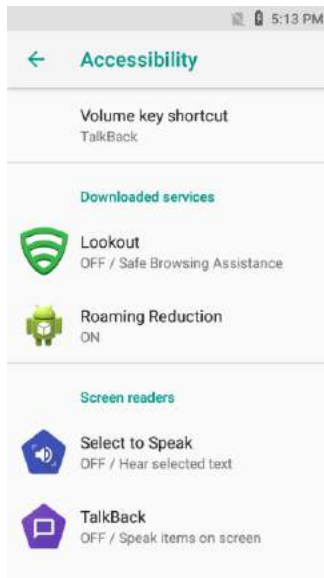 5:13 PM
Accessibility
Volume key shortcut
TalkBack
Downloaded services
Lookout
OFF / Safe Browsing Assistance
Roaming Reduction
ON
Screen readers
Select to Speak
OFF / Hear selected text
TalkBack
OFF / Speak items on screen